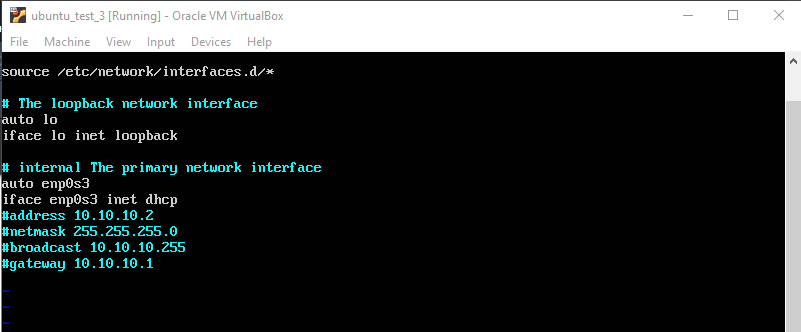 ubuntu_test_3 [Running] - Oracle VM VirtualBox
File Machine View Input Devices Help
source /etc/network/interfaces.d/*
# The loopback network interface
auto lo
iface lo inet loopback
# internal The primary network interface
auto enp0s3
iface enp0s3 inet dhcp
#address 10.10.10.2
#netmask 255.255.255.0
#broadcast 10.10.10.255
#gateway 10.10.10.1
~
~
~